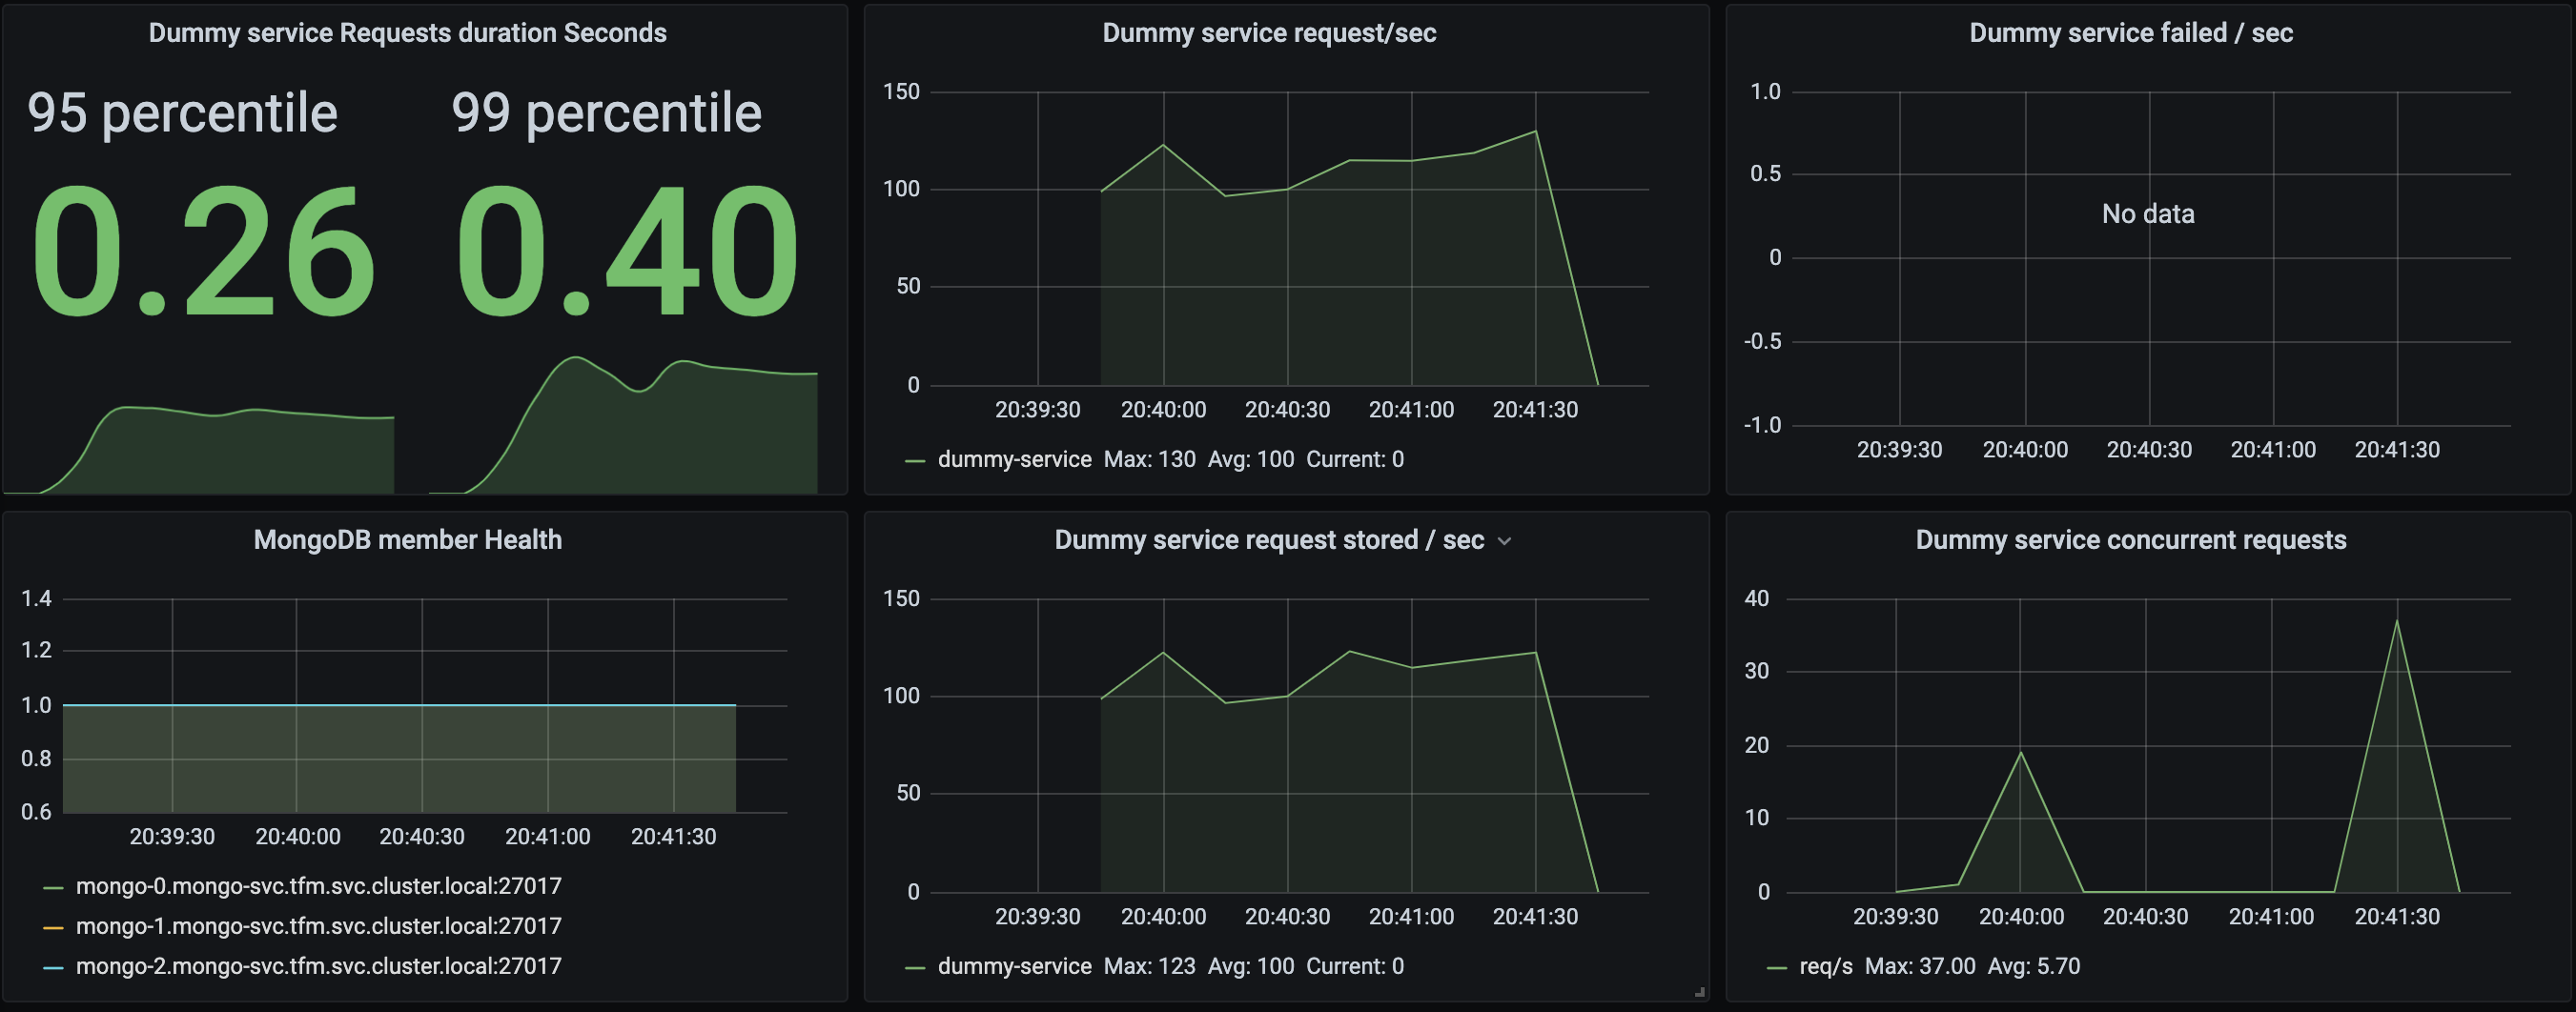 Dummy service Requests duration Seconds
95 percentile 99 percentile
0.26 0.40
Dummy service request/sec
150
100
50
0
20:39:30 20:40:00 20:40:30 20:41:00 20:41:30
dummy-service Max: 130 Avg: 100 Current: 0
Dummy service failed / sec
1.0
0.5
No data
0
-0.5
-1.0
20:39:30 20:40:00 20:40:30 20:41:00 20:41:30
MongoDB member Health
1.4
1.2
1.0
0.8
0.6
20:39:30 20:40:00 20:40:30 20:41:00 20:41:30
mongo-0.mongo-svc.tfm.svc.cluster.local:27017
mongo-1.mongo-svc.tfm.svc.cluster.local:27017
mongo-2.mongo-svc.tfm.svc.cluster.local:27017
Dummy service request stored / sec
150
100
50
0
20:39:30 20:40:00 20:40:30 20:41:00 20:41:30
dummy-service Max: 123 Avg: 100 Current: 0
Dummy service concurrent requests
40
30
20
10
0
20:39:30 20:40:00 20:40:30 20:41:00 20:41:30
req/s Max: 37.00 Avg: 5.70